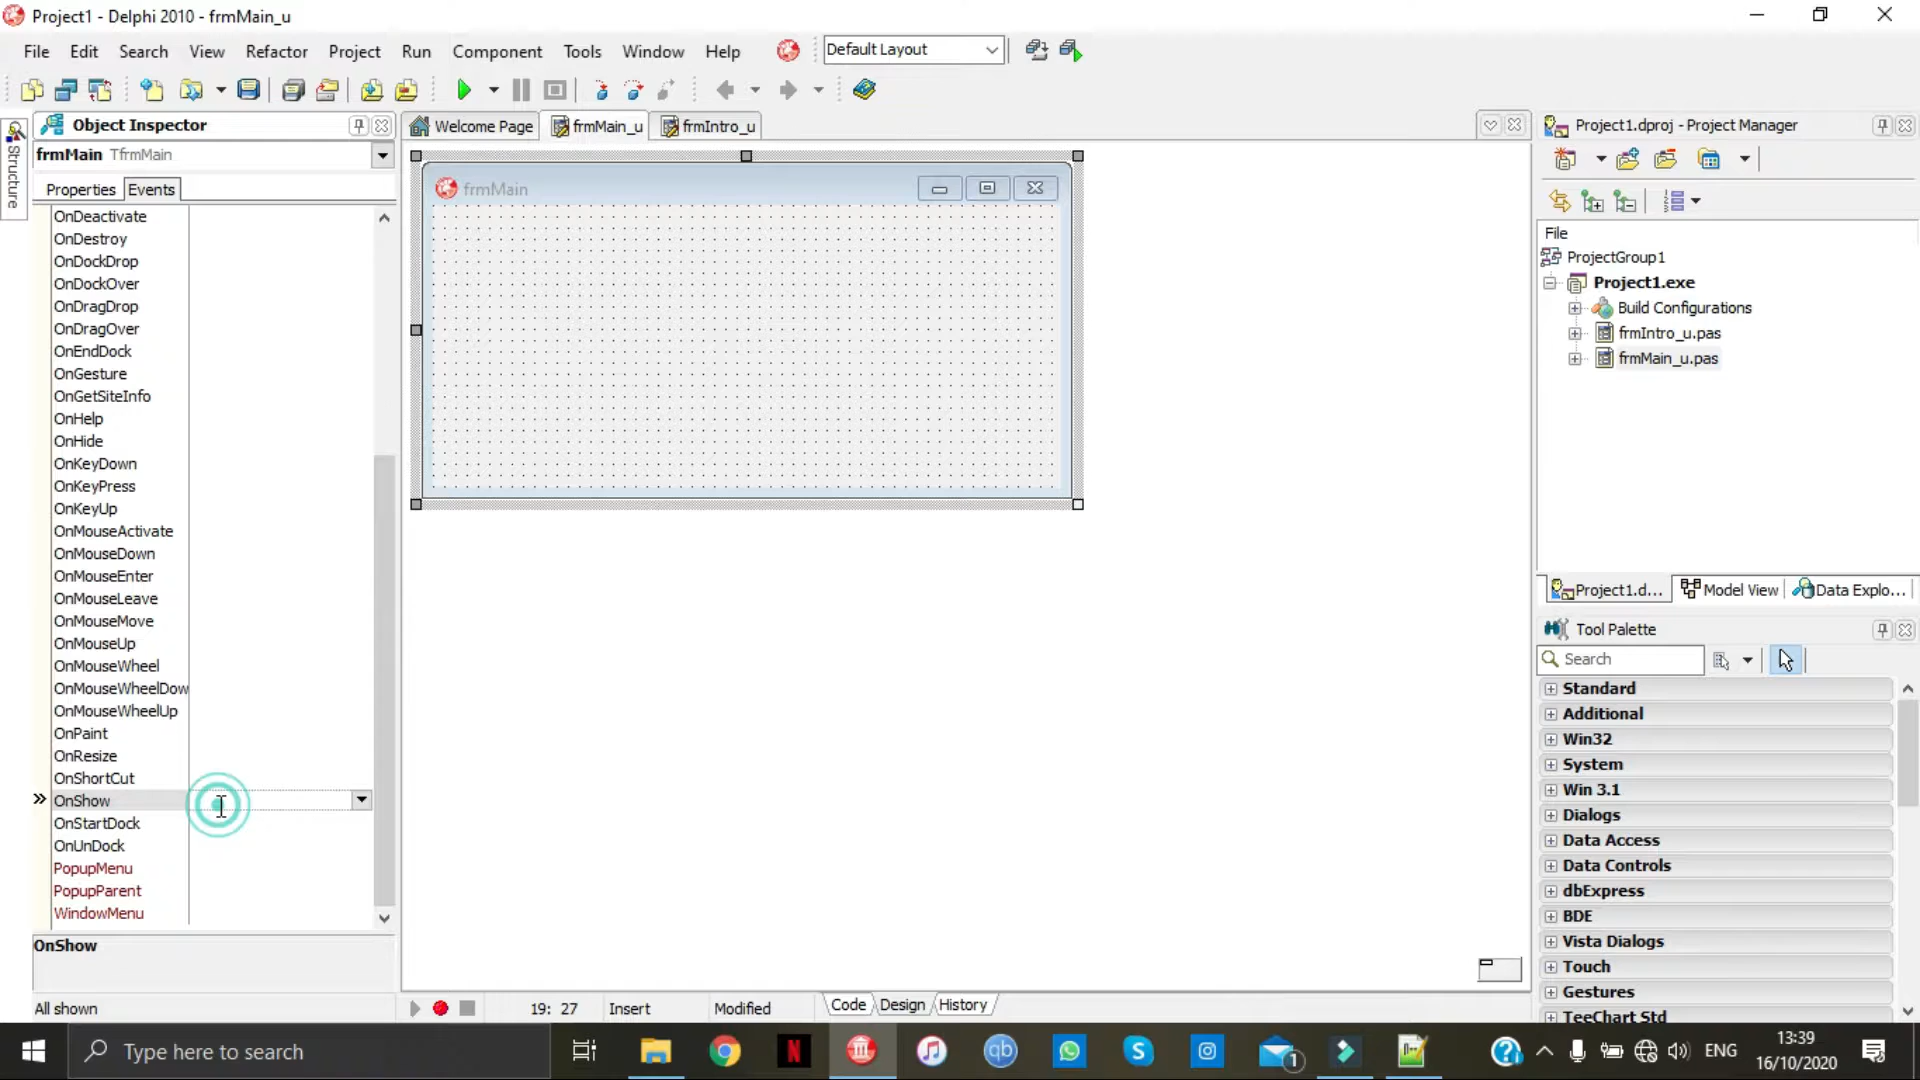 Project1 - Delphi 2010 - frmMain_u
File Edit Search View Refactor Project Run Component Tools Window Help Default Layout
Structure
Object Inspector
frmMain TfrmMain
Properties Events
OnDeactivate
OnDestroy
OnDockDrop
OnDockOver
OnDragDrop
OnDragOver
OnEndDock
OnGesture
OnGetSiteInfo
OnHelp
OnHide
OnKeyDown
OnKeyPress
OnKeyUp
OnMouseActivate
OnMouseDown
OnMouseEnter
OnMouseLeave
OnMouseMove
OnMouseUp
OnMouseWheel
OnMouseWheelDow
OnMouseWheelUp
OnPaint
OnResize
OnShortCut
OnShow
OnStartDock
OnUnDock
PopupMenu
PopupParent
WindowMenu
OnShow
All shown
Welcome Page frmMain_u frmIntro_u
frmMain
19: 27 Insert Modified Code Design History
Project1.dproj - Project Manager
File
ProjectGroup1
Project1.exe
Build Configurations
frmIntro_u.pas
frmMain_u.pas
Project1.d... Model View Data Explo...
Tool Palette
Search
Standard
Additional
Win32
System
Win 3.1
Dialogs
Data Access
Data Controls
dbExpress
BDE
Vista Dialogs
Touch
Gestures
TeeChart Std
Type here to search
N
qb
S
1
ENG
13:39
16/10/2020